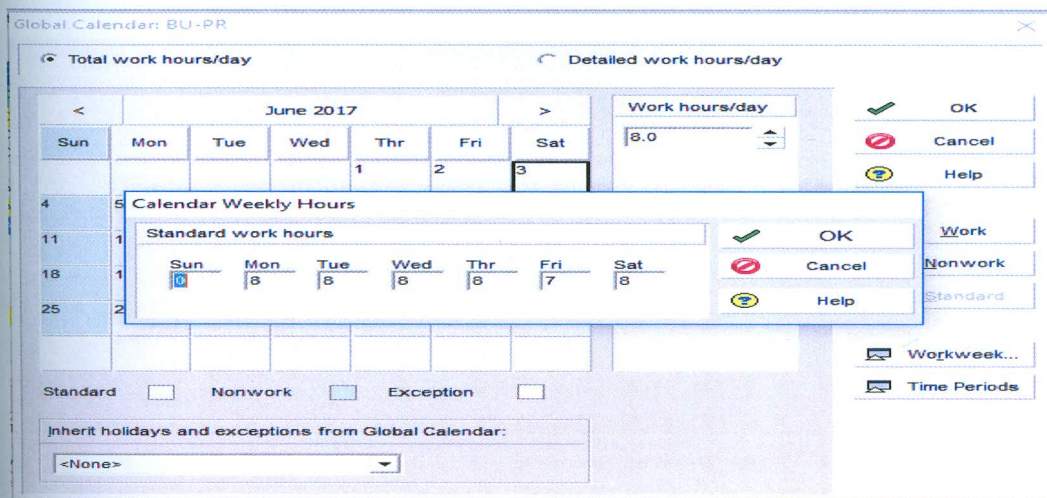 Global Calendar: BU-PR
Total work hours/day
Detailed work hours/day
< June 2017 >
Sun Mon Tue Wed Thr Fri Sat
1 2 3
4 5
11 1
18 1
25 2
Work hours/day
8.0
OK
Cancel
Help
Work
Nonwork
Standard
Workweek...
Time Periods
Calendar Weekly Hours
Standard work hours
Sun Mon Tue Wed Thr Fri Sat
0 8 8 8 8 7 8
OK
Cancel
Help
Standard Nonwork Exception
Inherit holidays and exceptions from Global Calendar:
<None>